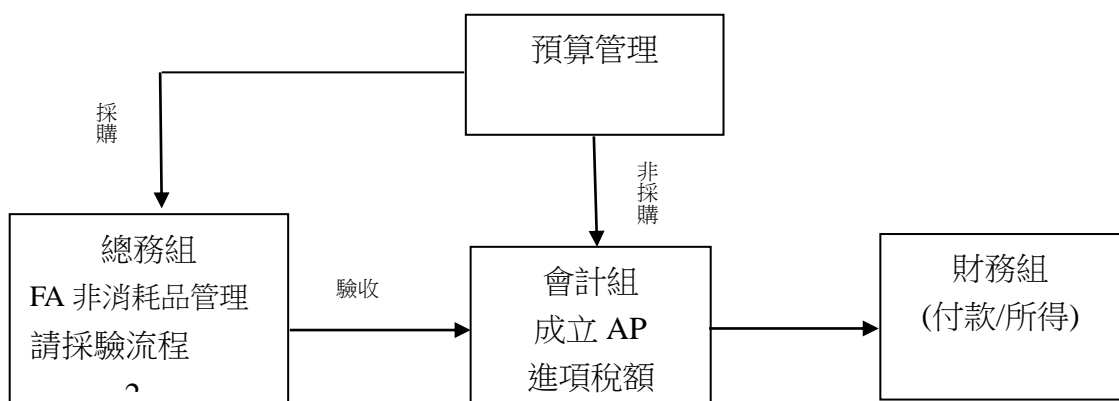 預算管理
採購
非採購
總務組
FA 非消耗品管理
請採驗流程
驗收
會計組
成立 AP
進項稅額
財務組
(付款/所得)